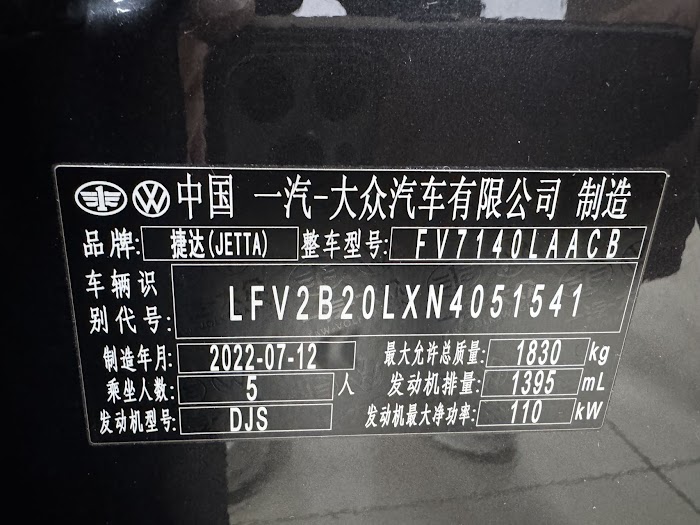 中国 一汽-大众汽车有限公司 制造
品牌: 捷达(JETTA) 整车型号: FV7140LAACB
车辆识别代号: LFV2B20LXN4051541
制造年月: 2022-07-12 最大允许总质量: 1830 kg
乘坐人数: 5 人 发动机排量: 1395 mL
发动机型号: DJS 发动机最大净功率: 110 kW